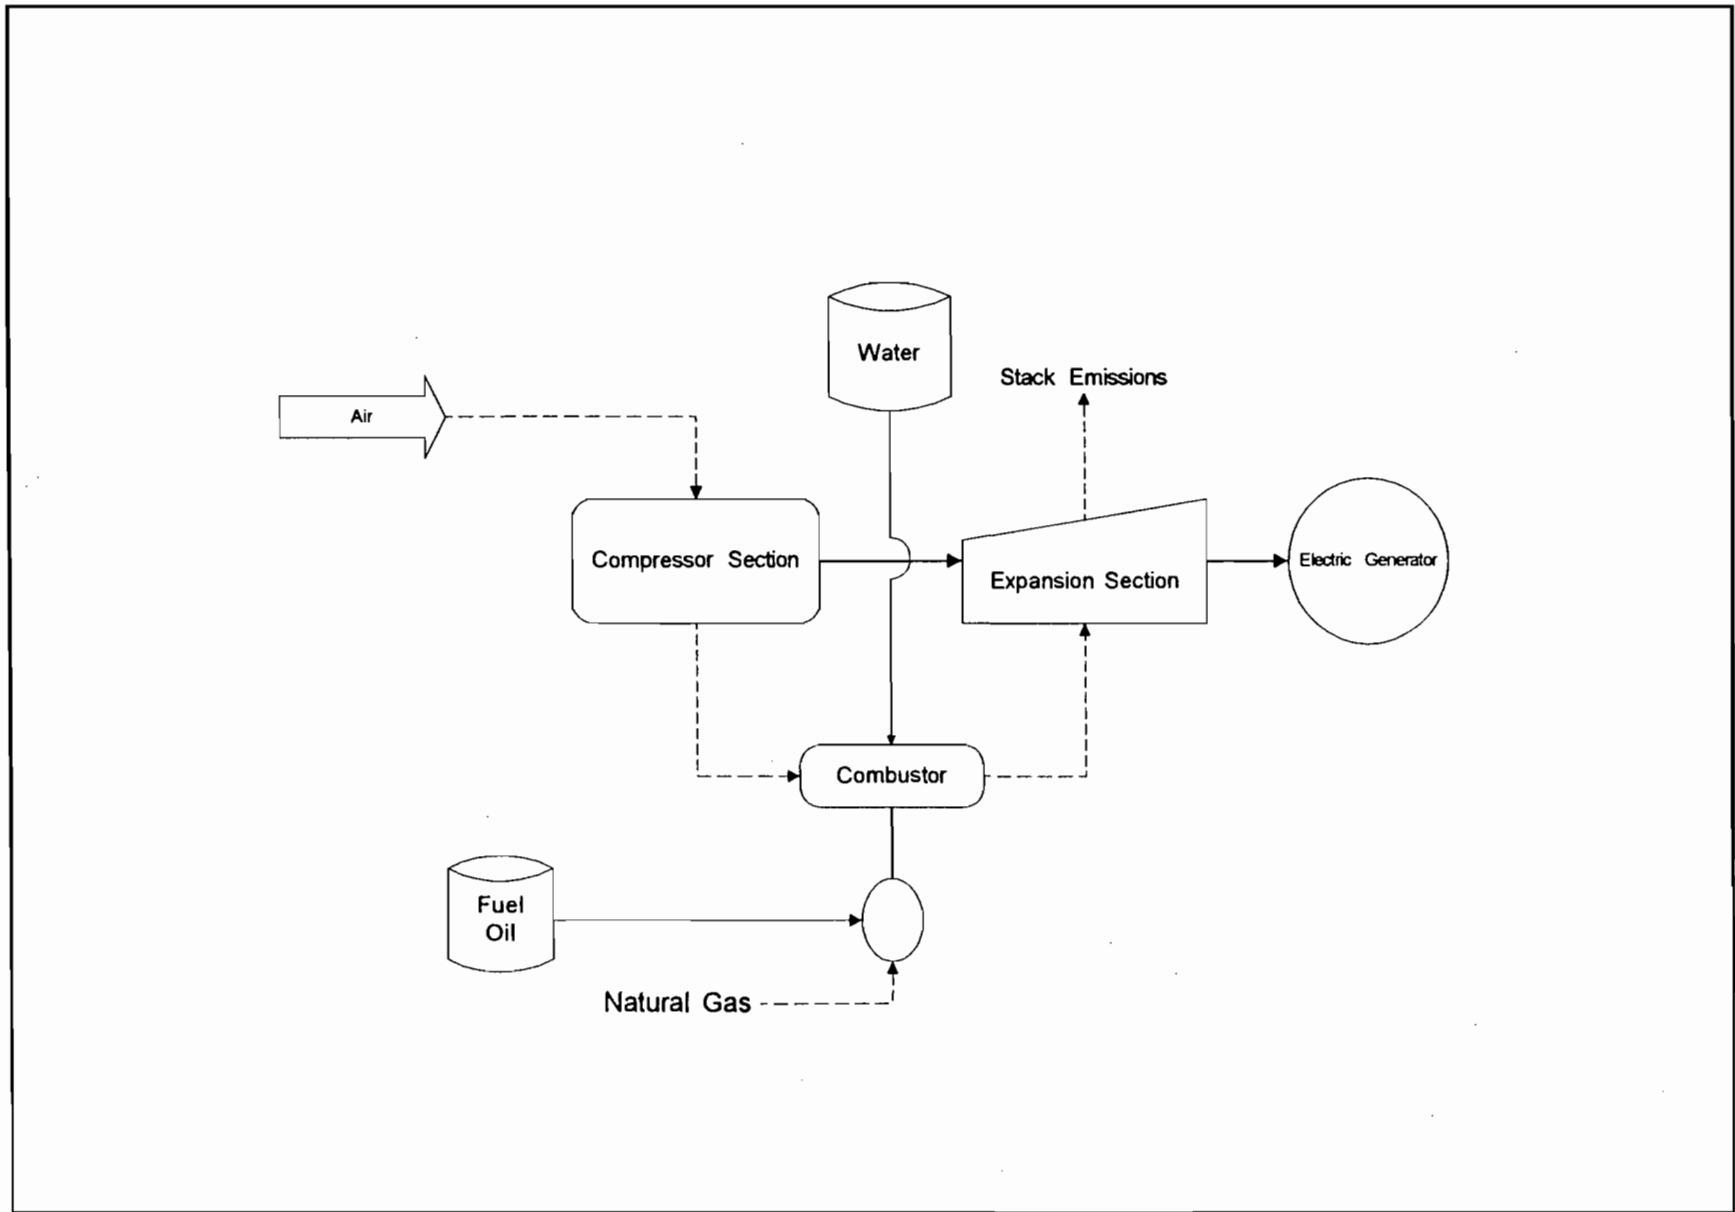 Water
Stack Emissions
Air
Compressor Section
Expansion Section
Electric Generator
Combustor
Fuel
Oil
Natural Gas